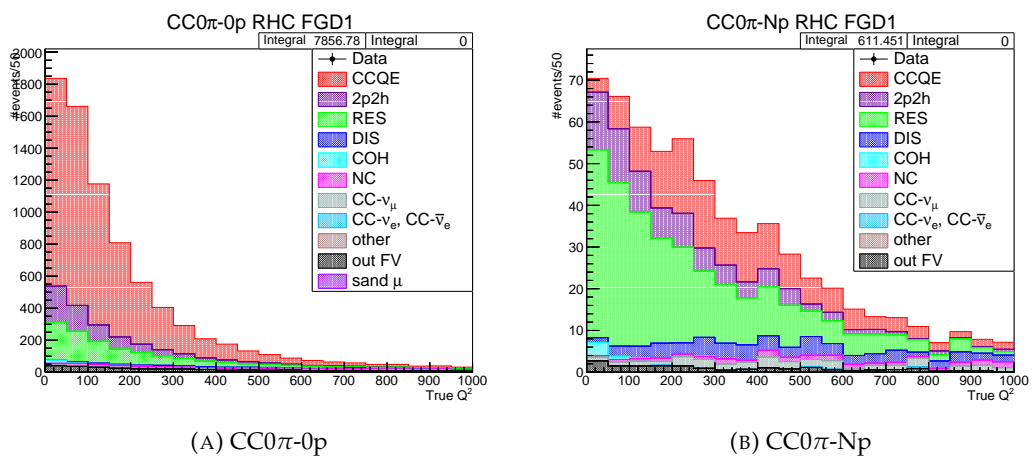 CC0π-0p RHC FGD1
Integral 7856.78 Integral 0
#events/50
2000
1800
1600
1400
1200
1000
800
600
400
200
0
Data
CCQE
2p2h
RES
DIS
COH
NC
CC-νμ
CC-νe, CC-ν̅e
other
out FV
sand μ
0 100 200 300 400 500 600 700 800 900 1000
True Q²
(A) CC0π-0p
CC0π-Np RHC FGD1
Integral 611.451 Integral 0
#events/50
70
60
50
40
30
20
10
0
Data
CCQE
2p2h
RES
DIS
COH
NC
CC-νμ
CC-νe, CC-ν̅e
other
out FV
0 100 200 300 400 500 600 700 800 900 1000
True Q²
(B) CC0π-Np